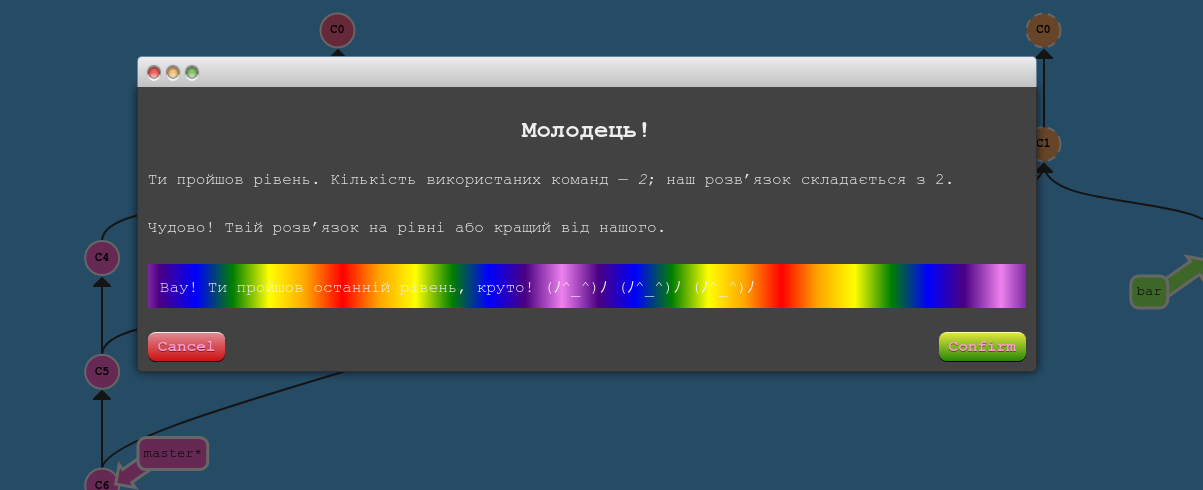 C0
C0
Молодець!
C1
Ти пройшов рівень. Кількість використаних команд — 2; наш розв’язок складається з 2.
Чудово! Твій розв’язок на рівні або кращий від нашого.
C4
Вау! Ти пройшов останній рівень, круто! (ﾉ^_^)ﾉ (ﾉ^_^)ﾉ (ﾉ^_^)ﾉ
bar
Cancel
Confirm
C5
master*
C6